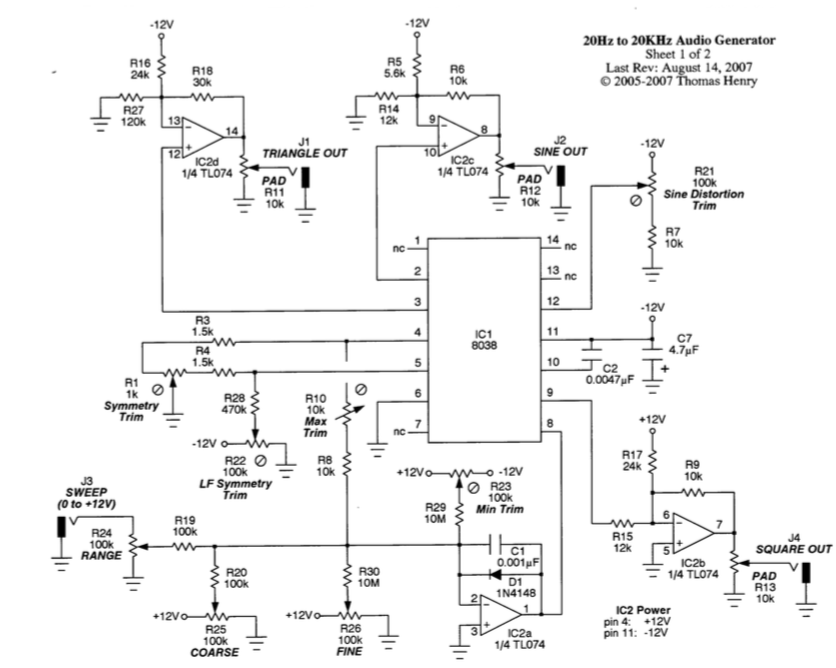 20Hz to 20KHz Audio Generator
Sheet 1 of 2
Last Rev: August 14, 2007
© 2005-2007 Thomas Henry
-12V
R16
24k
R18
30k
R27
120k
13
-
14
12
+
IC2d
1/4 TL074
J1
TRIANGLE OUT
PAD
R11
10k
-12V
R5
5.6k
R6
10k
R14
12k
9
-
8
10
+
IC2c
1/4 TL074
J2
SINE OUT
PAD
R12
10k
-12V
R21
100k
Sine Distortion
Trim
R7
10k
nc
1
2
3
4
5
6
nc
7
IC1
8038
14
nc
13
nc
12
11
10
9
8
-12V
C7
4.7µF
+
C2
0.0047µF
R3
1.5k
R4
1.5k
R1
1k
Symmetry
Trim
R28
470k
-12V
R22
100k
LF Symmetry
Trim
R10
10k
Max
Trim
R8
10k
+12V
-12V
R23
100k
Min Trim
R29
10M
J3
SWEEP
(0 to +12V)
R24
100k
RANGE
R19
100k
R20
100k
+12V
R25
100k
COARSE
R30
10M
+12V
R26
100k
FINE
C1
0.001µF
D1
1N4148
2
-
1
3
+
IC2a
1/4 TL074
+12V
R17
24k
R9
10k
R15
12k
6
-
7
5
+
IC2b
1/4 TL074
J4
SQUARE OUT
PAD
R13
10k
IC2 Power
pin 4: +12V
pin 11: -12V